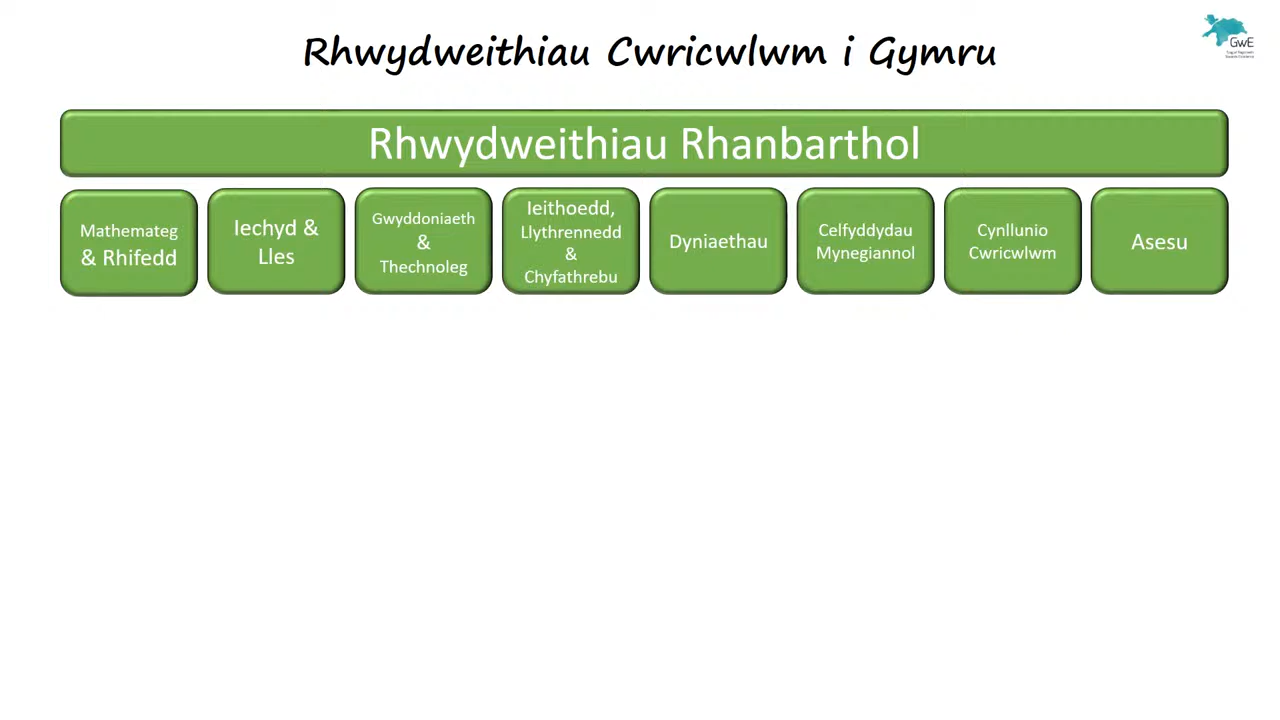 Rhwydweithiau Cwricwlwm i Gymru
GwE
Rhwydweithiau Rhanbarthol
Mathemateg
& Rhifedd
Iechyd &
Lles
Gwyddoniaeth
&
Thechnoleg
Ieithoedd,
Llythrennedd
&
Chyfathrebu
Dyniaethau
Celfyddydau
Mynegiannol
Cynllunio
Cwricwlwm
Asesu